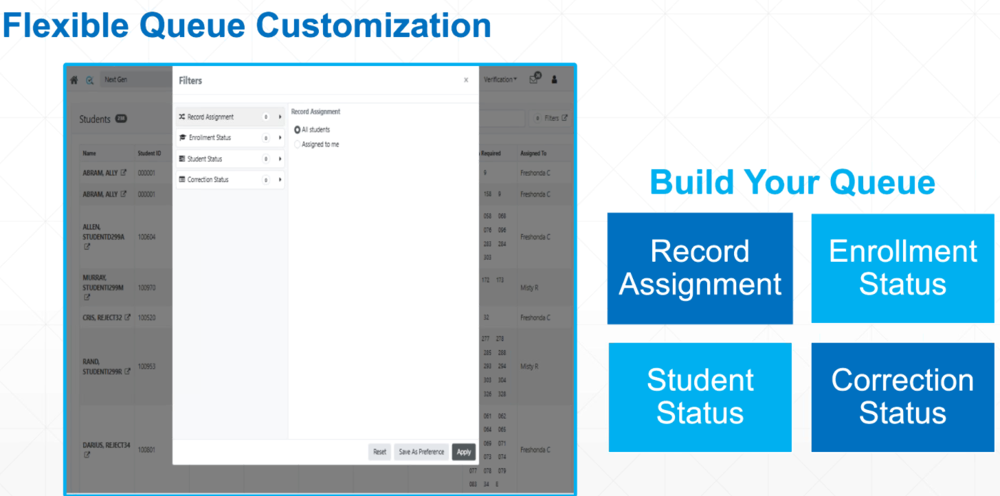 Flexible Queue Customization
Next Gen
Filters
x
Verification
Students
Filters
Record Assignment 0
Enrollment Status 0
Student Status 0
Correction Status 0
Record Assignment
All students
Assigned to me
Name Student ID Required Assigned To
ABRAM, ALLY 000001 9 Freshonda C
ABRAM, ALLY 000001 158 9 Freshonda C
058 068
ALLEN,
STUDENTD299A 100604 076 096 Freshonda C
283 284
303
MURRAY,
STUDENTI299M 100970 172 173 Misty R
CRIS, REJECT32 100520 32 Freshonda C
277 278
285 288
RAND,
STUDENTI299R 100953 293 294 Misty R
303 304
326 328
061 062
064 065
DARIUS, REJECT34 100801 069 071 Freshonda C
073 074
077 078 079
083 34 E
Reset Save As Preference Apply
Build Your Queue
Record
Assignment
Enrollment
Status
Student
Status
Correction
Status